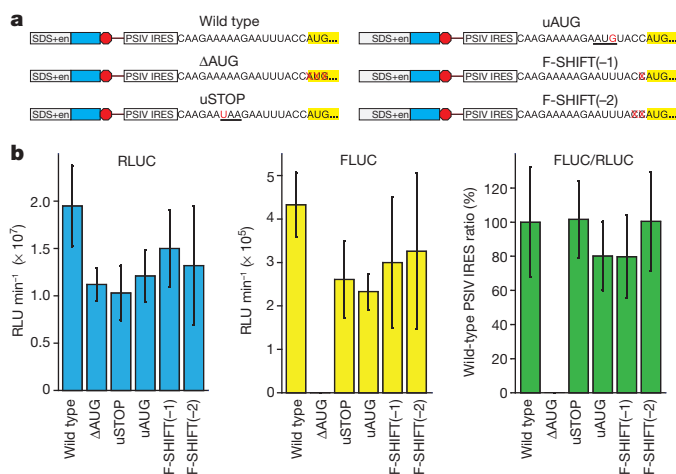 a
Wild type
SDS+en PSIV IRES CAAGAAAAAGAAUUUACCAUG...
ΔAUG
SDS+en PSIV IRES CAAGAAAAAGAAUUUACCAUG...
uSTOP
SDS+en PSIV IRES CAAGAAUAAGAAUUUACCAUG...
uAUG
SDS+en PSIV IRES CAAGAAAAAGAAUGUACCAUG...
F-SHIFT(–1)
SDS+en PSIV IRES CAAGAAAAAGAAUUUACCAUG...
F-SHIFT(–2)
SDS+en PSIV IRES CAAGAAAAAGAAUUUACCAUG...
b
RLUC
RLU min⁻¹ (× 10⁷)
2.0
1.5
1.0
0.5
0
Wild type
ΔAUG
uSTOP
uAUG
F-SHIFT(–1)
F-SHIFT(–2)
FLUC
RLU min⁻¹ (× 10⁵)
5
4
3
2
1
0
Wild type
ΔAUG
uSTOP
uAUG
F-SHIFT(–1)
F-SHIFT(–2)
FLUC/RLUC
Wild-type PSIV IRES ratio (%)
120
100
80
60
40
20
0
Wild type
ΔAUG
uSTOP
uAUG
F-SHIFT(–1)
F-SHIFT(–2)